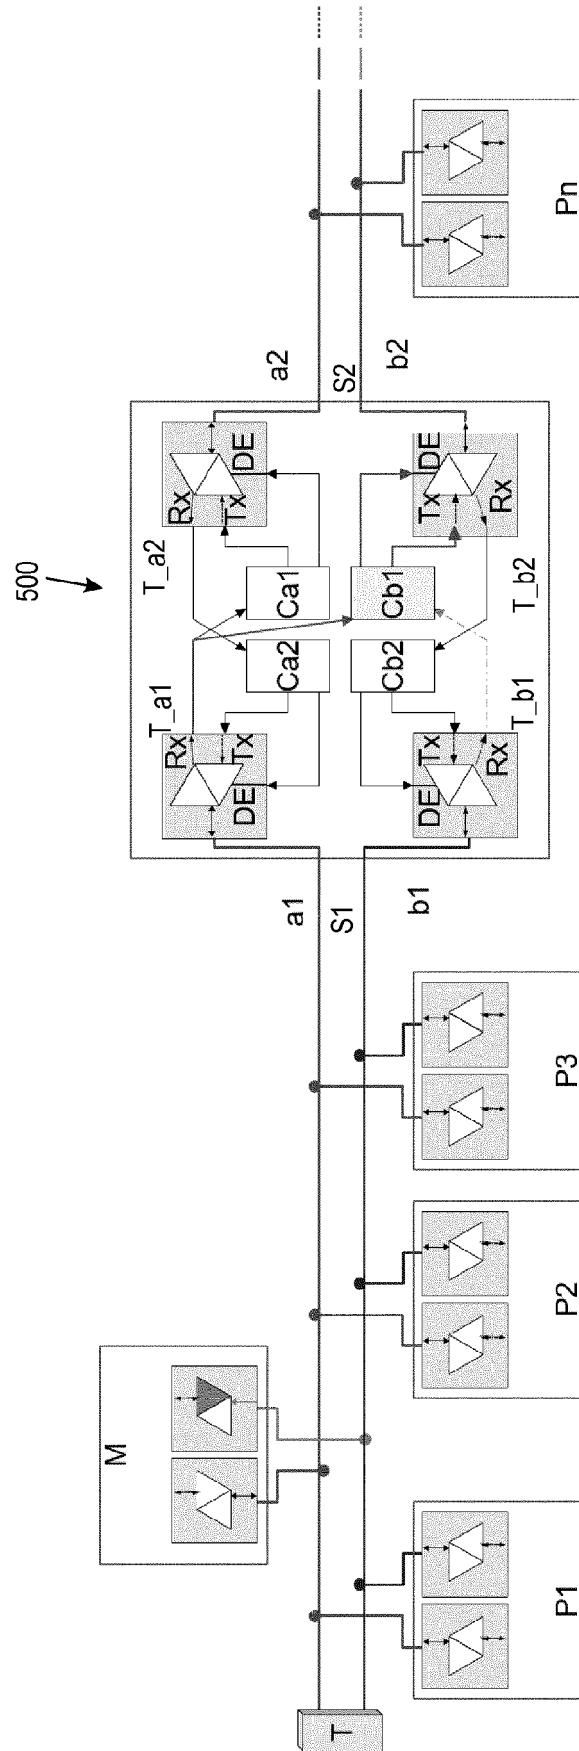 500
T_a1
T_a2
Rx
Tx
DE
Rx
Tx
DE
Ca2
Ca1
Cb2
Cb1
DE
Tx
Rx
DE
Tx
Rx
T_b1
T_b2
a1
S1
b1
a2
S2
b2
M
T
P1
P2
P3
Pn